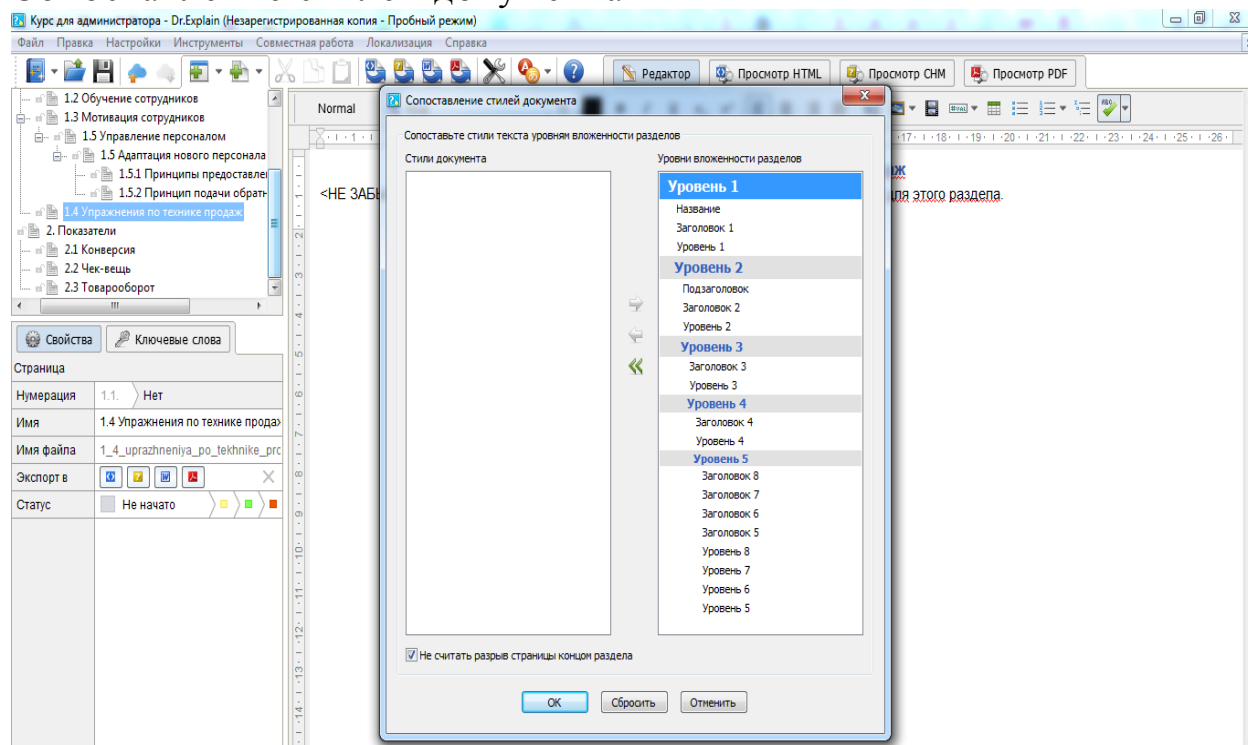 Курс для администратора - Dr.Explain (Незарегистрированная копия - Пробный режим)
Файл Правка Настройки Инструменты Совместная работа Локализация Справка
Редактор Просмотр HTML Просмотр CHM Просмотр PDF
1.2 Обучение сотрудников
1.3 Мотивация сотрудников
1.5 Управление персоналом
1.5 Адаптация нового персонала
1.5.1 Принципы предоставле
1.5.2 Принцип подачи обратн
1.4 Упражнения по технике продаж
2. Показатели
2.1 Конверсия
2.2 Чек-вещь
2.3 Товарооборот
Свойства Ключевые слова
Страница
Нумерация 1.1. Нет
Имя 1.4 Упражнения по технике продаж
Имя файла 1_4_uprazhneniya_po_tekhnike_prc
Экспорт в
Статус Не начато
Normal
<НЕ ЗАБЫ
для этого раздела.
Сопоставление стилей документа
Сопоставьте стили текста уровням вложенности разделов
Стили документа Уровни вложенности разделов
Уровень 1
Название
Заголовок 1
Уровень 1
Уровень 2
Подзаголовок
Заголовок 2
Уровень 2
Уровень 3
Заголовок 3
Уровень 3
Уровень 4
Заголовок 4
Уровень 4
Уровень 5
Заголовок 8
Заголовок 7
Заголовок 6
Заголовок 5
Уровень 8
Уровень 7
Уровень 6
Уровень 5
Не считать разрыв страницы концом раздела
OK Сбросить Отменить